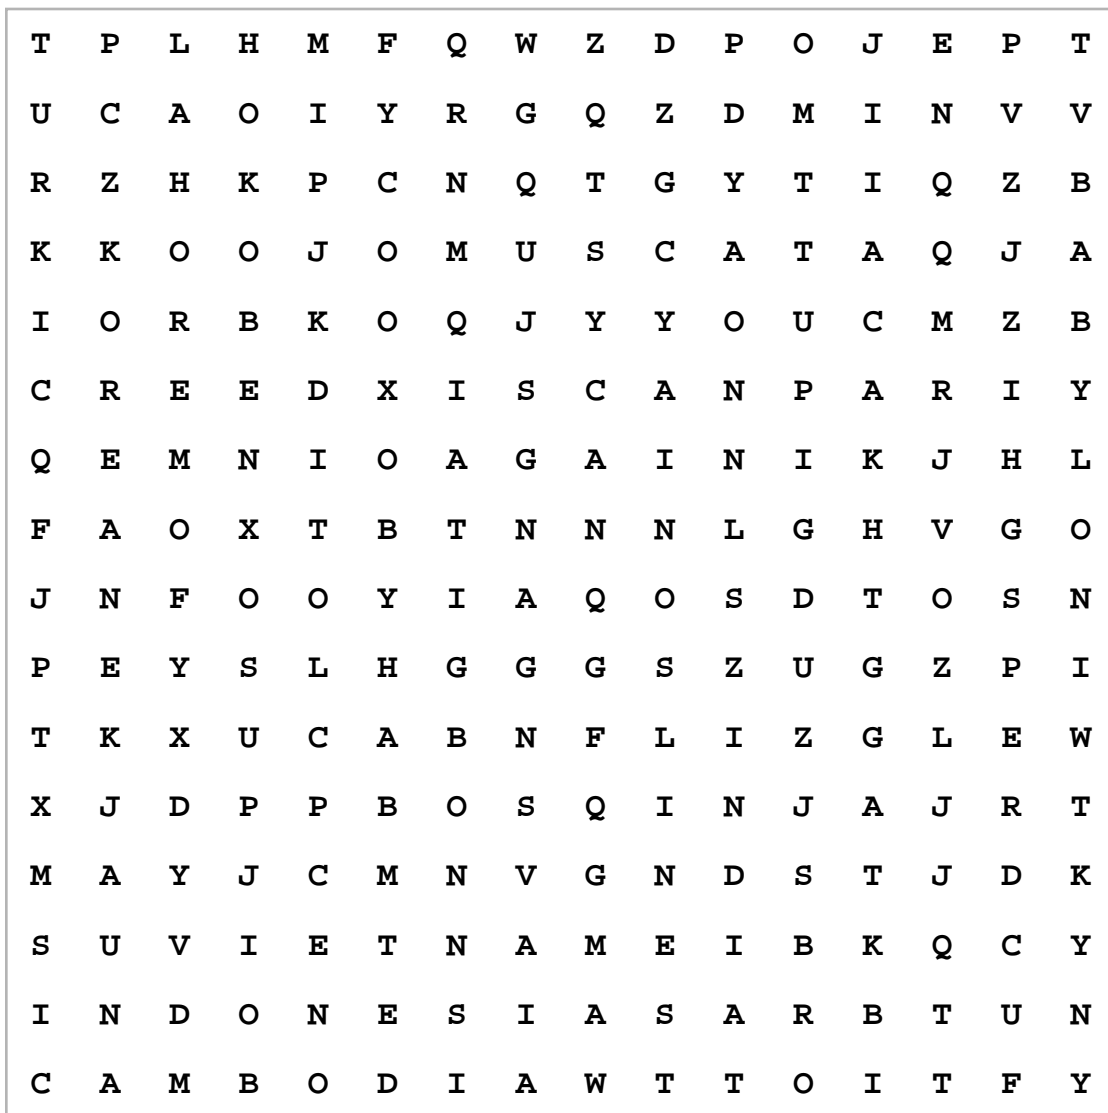 T P L H M F Q W Z D P O J E P T
U C A O I Y R G Q Z D M I N V V
R Z H K P C N Q T G Y T I Q Z B
K K O O J O M U S C A T A Q J A
I O R B K O Q J Y Y O U C M Z B
C R E E D X I S C A N P A R I Y
Q E M N I O A G A I N I K J H L
F A O X T B T N N N L G H V G O
J N F O O Y I A Q O S D T O S N
P E Y S L H G G G S Z U G Z P I
T K X U C A B N F L I Z G L E W
X J D P P B O S Q I N J A J R T
M A Y J C M N V G N D S T J D K
S U V I E T N A M E I B K Q C Y
I N D O N E S I A S A R B T U N
C A M B O D I A W T T O I T F Y